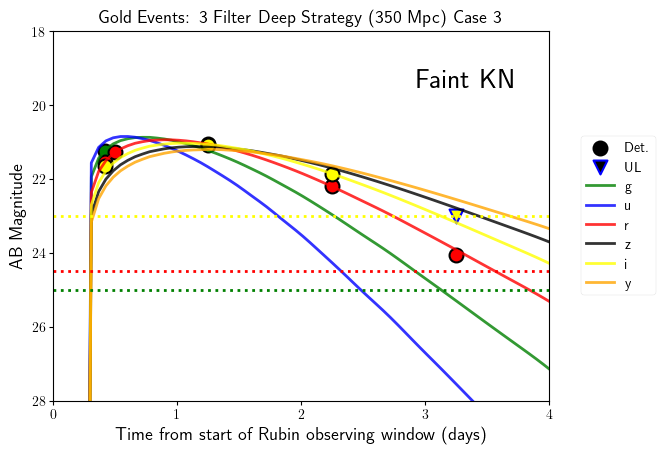 Gold Events: 3 Filter Deep Strategy (350 Mpc) Case 3
18
20
22
24
26
28
AB Magnitude
Faint KN
0
1
2
3
4
Time from start of Rubin observing window (days)
Det.
UL
g
u
r
z
i
y